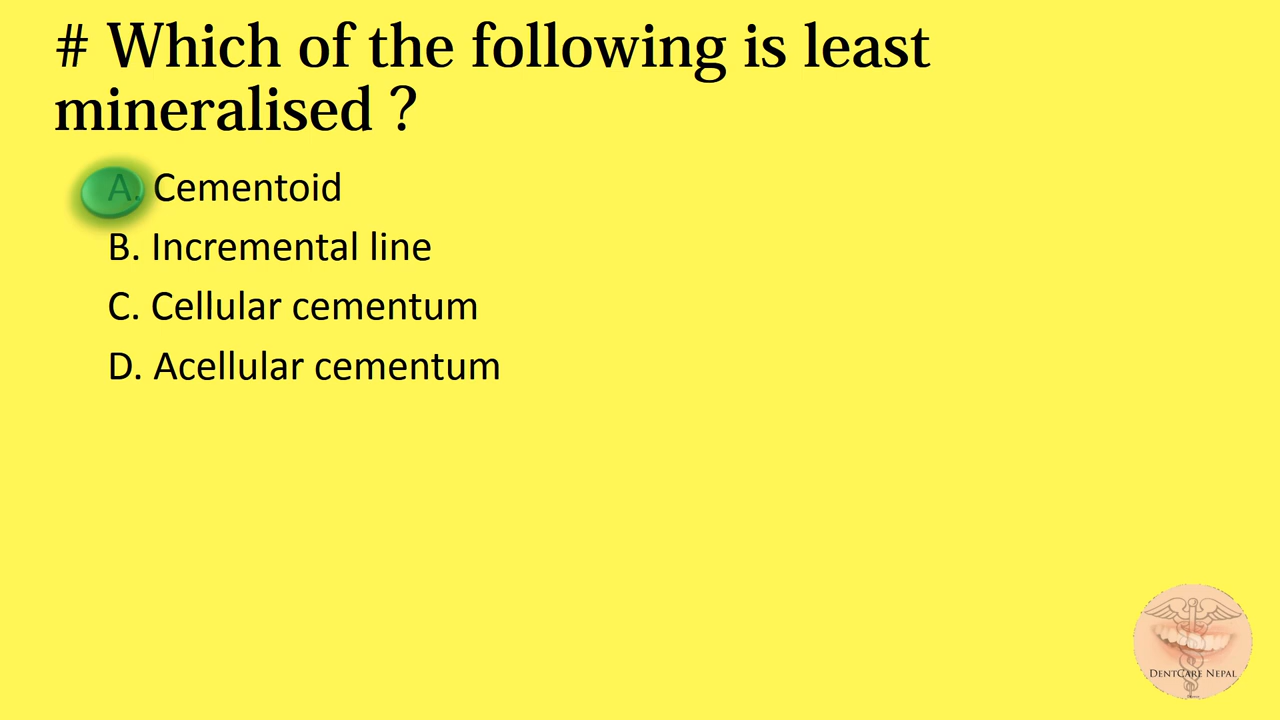 # Which of the following is least
mineralised ?
A. Cementoid
B. Incremental line
C. Cellular cementum
D. Acellular cementum
DENTCARE NEPAL